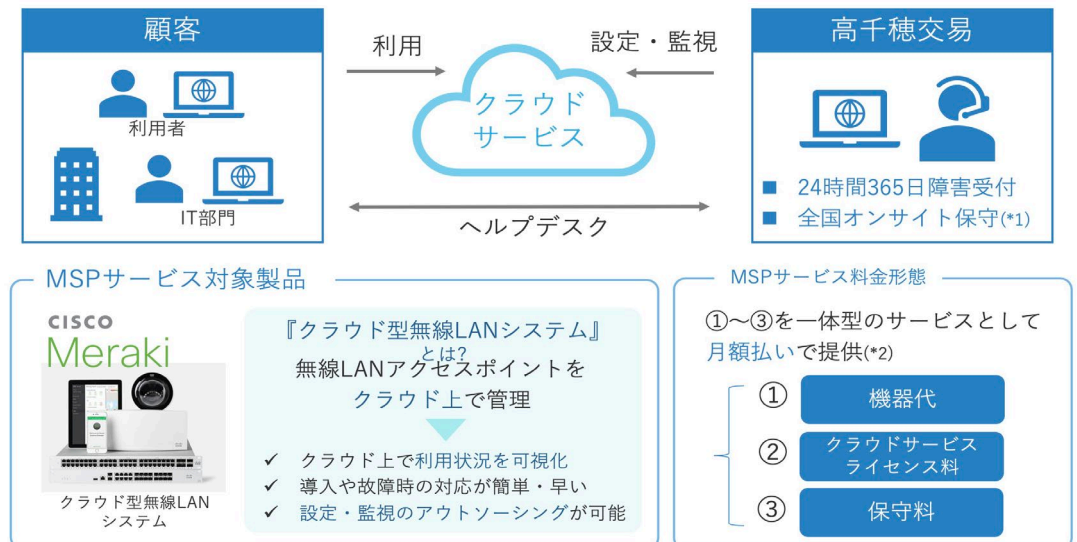 顧客
利用者
IT部門
利用
設定・監視
クラウド
サービス
ヘルプデスク
高千穂交易
■ 24時間365日障害受付
■ 全国オンサイト保守(*1)
MSPサービス対象製品
CISCO
Meraki
クラウド型無線LAN
システム
『クラウド型無線LANシステム』
とは?
無線LANアクセスポイントを
クラウド上で管理
✓ クラウド上で利用状況を可視化
✓ 導入や故障時の対応が簡単・早い
✓ 設定・監視のアウトソーシングが可能
MSPサービス料金形態
①~③を一体型のサービスとして
月額払いで提供(*2)
① 機器代
② クラウドサービス
ライセンス料
③ 保守料